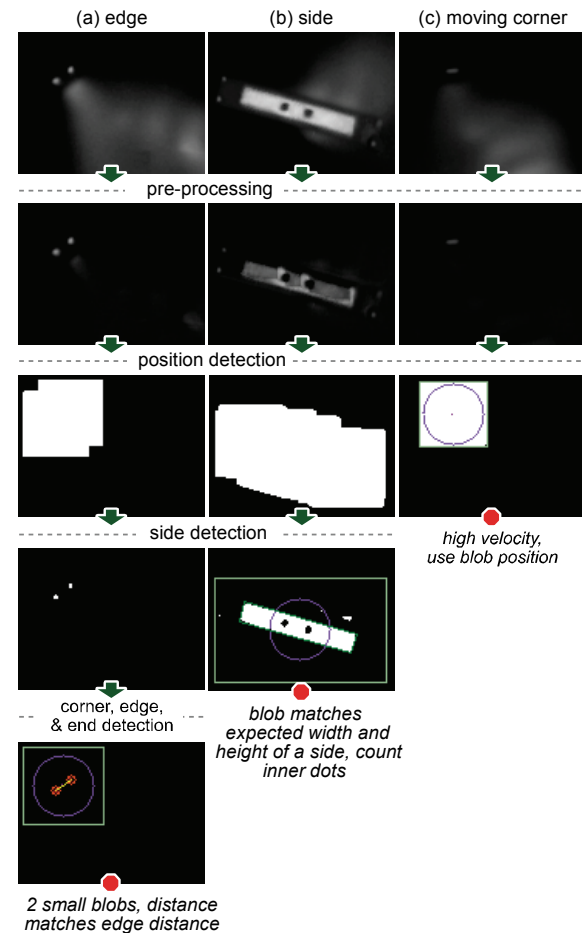 (a) edge
(b) side
(c) moving corner
pre-processing
position detection
side detection
high velocity,
use blob position
corner, edge,
& end detection
blob matches
expected width and
height of a side, count
inner dots
2 small blobs, distance
matches edge distance